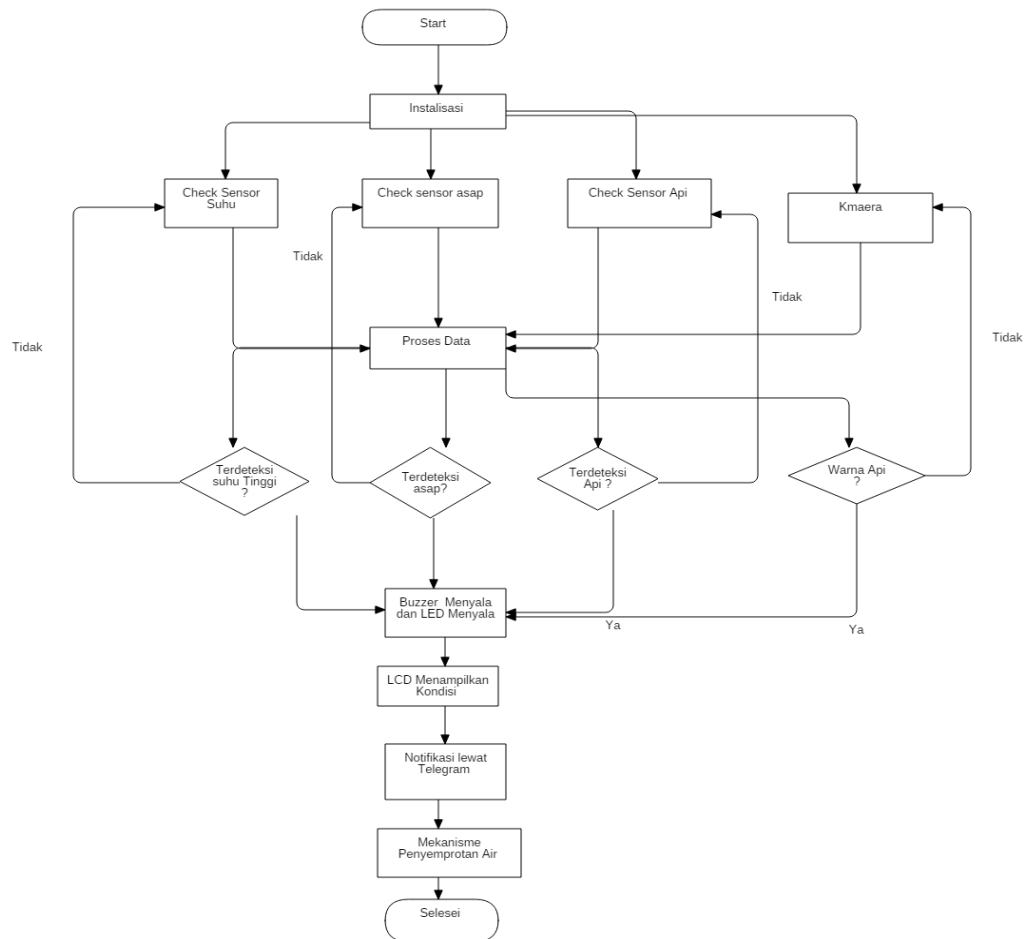 Start
Instalisasi
Check Sensor
Suhu
Check sensor asap
Check Sensor Api
Kmaera
Tidak
Tidak
Tidak
Tidak
Proses Data
Terdeteksi
suhu Tinggi
?
Terdeteksi
asap?
Terdeteksi
Api ?
Warna Api
?
Buzzer Menyala
dan LED Menyala
Ya
Ya
LCD Menampilkan
Kondisi
Notifikasi lewat
Telegram
Mekanisme
Penyemprotan Air
Selesei